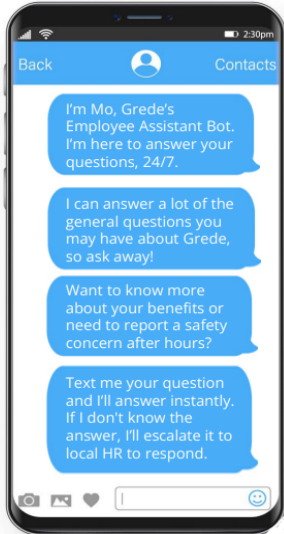 2:30pm
Back
Contacts
I'm Mo, Grede's
Employee Assistant Bot.
I'm here to answer your
questions, 24/7.
I can answer a lot of the
general questions you
may have about Grede,
so ask away!
Want to know more
about your benefits or
need to report a safety
concern after hours?
Text me your question
and I'll answer instantly.
If I don't know the
answer, I'll escalate it to
local HR to respond.